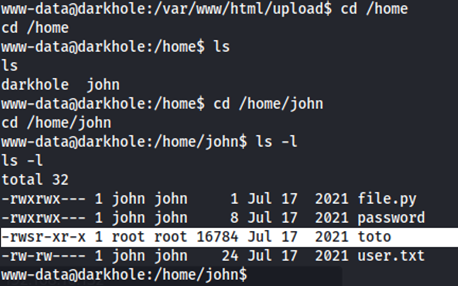 www-data@darkhole:/var/www/html/upload$ cd /home
cd /home
www-data@darkhole:/home$ ls
ls
darkhole  john
www-data@darkhole:/home$ cd /home/john
cd /home/john
www-data@darkhole:/home/john$ ls -l
ls -l
total 32
-rwxrwx--- 1 john john     1 Jul 17  2021 file.py
-rwxrwx--- 1 john john     8 Jul 17  2021 password
-rwsr-xr-x 1 root root 16784 Jul 17  2021 toto
-rw-rw---- 1 john john    24 Jul 17  2021 user.txt
www-data@darkhole:/home/john$